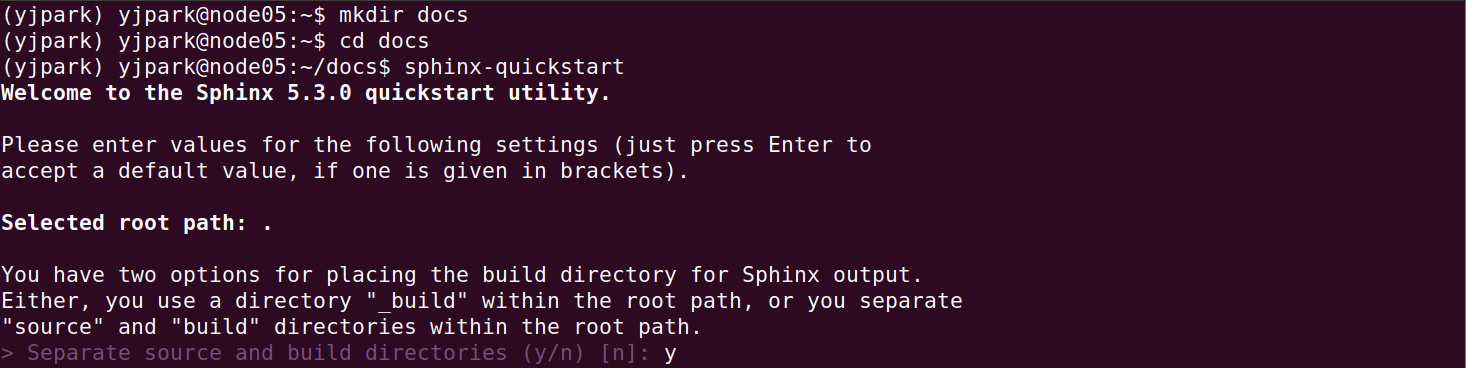 (yjpark) yjpark@node05:~$ mkdir docs
(yjpark) yjpark@node05:~$ cd docs
(yjpark) yjpark@node05:~/docs$ sphinx-quickstart
Welcome to the Sphinx 5.3.0 quickstart utility.
Please enter values for the following settings (just press Enter to
accept a default value, if one is given in brackets).
Selected root path: .
You have two options for placing the build directory for Sphinx output.
Either, you use a directory "_build" within the root path, or you separate
"source" and "build" directories within the root path.
> Separate source and build directories (y/n) [n]: y